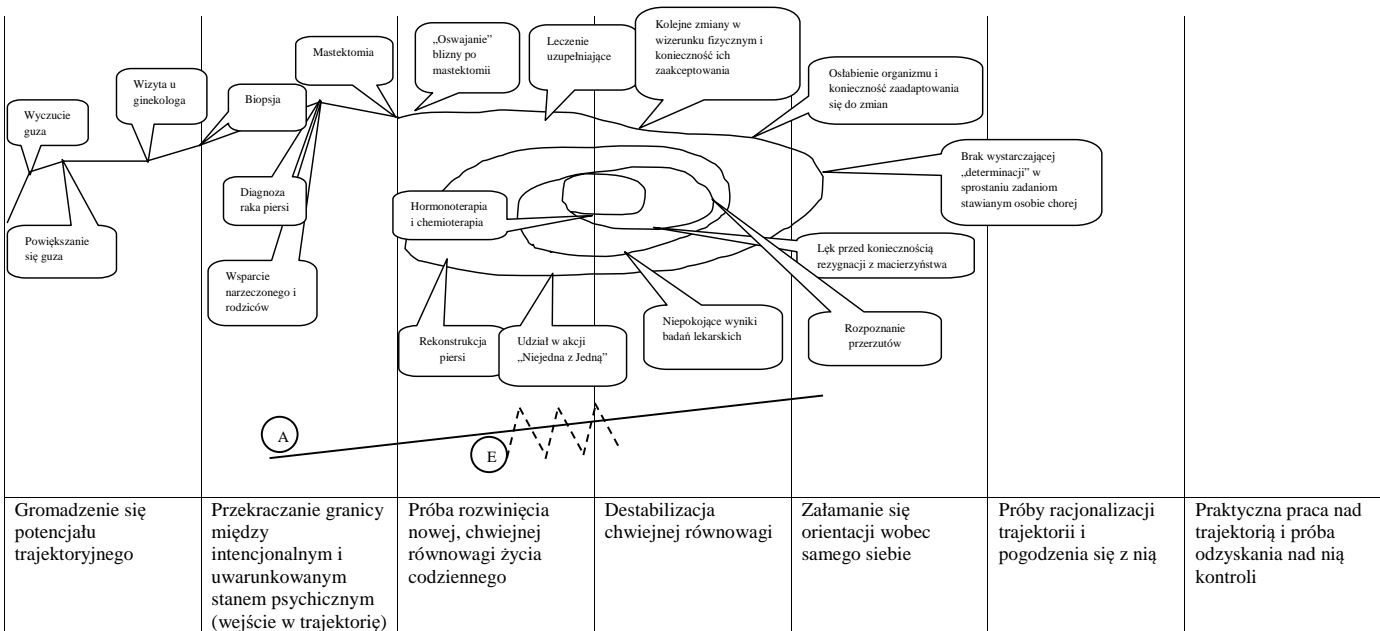 Wyczucie
guza
Powiększanie
się guza
Wizyta u
ginekologa
Biopsja
Diagnoza
raka piersi
Wsparcie
narzeczonego i
rodziców
Mastektomia
„Oswajanie”
blizny po
mastektomii
Leczenie
uzupełniające
Kolejne zmiany w
wizerunku fizycznym i
konieczność ich
zaakceptowania
Osłabienie organizmu i
konieczność zaadaptowania
się do zmian
Brak wystarczającej
„determinacji” w
sprostaniu zadaniom
stawianym osobie chorej
Hormonoterapia
i chemioterapia
Lęk przed koniecznością
rezygnacji z macierzyństwa
Rekonstrukcja
piersi
Udział w akcji
„Niejedna z Jedną”
Niepokojące wyniki
badań lekarskich
Rozpoznanie
przerzutów
A
E
Gromadzenie się
potencjału
trajektoryjnego
Przekraczanie granicy
między
intencjonalnym i
uwarunkowanym
stanem psychicznym
(wejście w trajektorię)
Próba rozwinięcia
nowej, chwiejnej
równowagi życia
codziennego
Destabilizacja
chwiejnej równowagi
Załamanie się
orientacji wobec
samego siebie
Próby racjonalizacji
trajektorii i
pogodzenia się z nią
Praktyczna praca nad
trajektorią i próba
odzyskania nad nią
kontroli